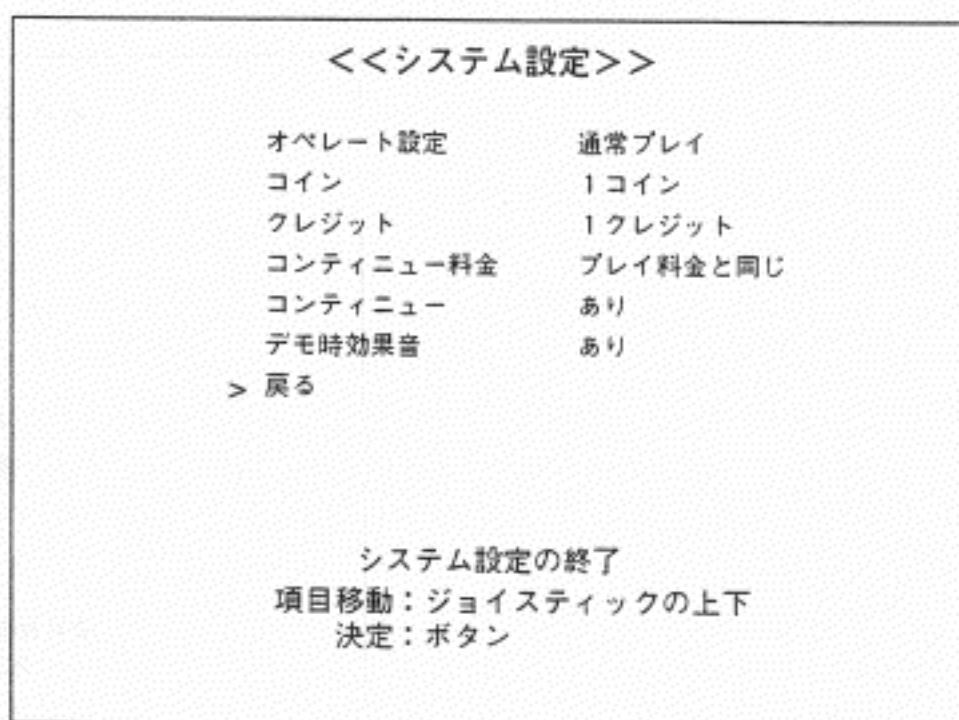 <<システム設定>>
オペレート設定 通常プレイ
コイン 1コイン
クレジット 1クレジット
コンティニュー料金 プレイ料金と同じ
コンティニュー あり
デモ時効果音 あり
> 戻る
システム設定の終了
項目移動：ジョイスティックの上下
決定：ボタン